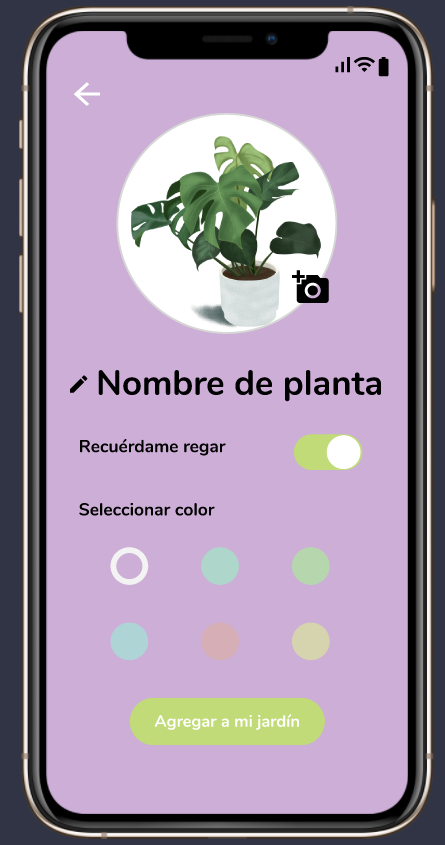 Nombre de planta
Recuérdame regar
Seleccionar color
Agregar a mi jardín